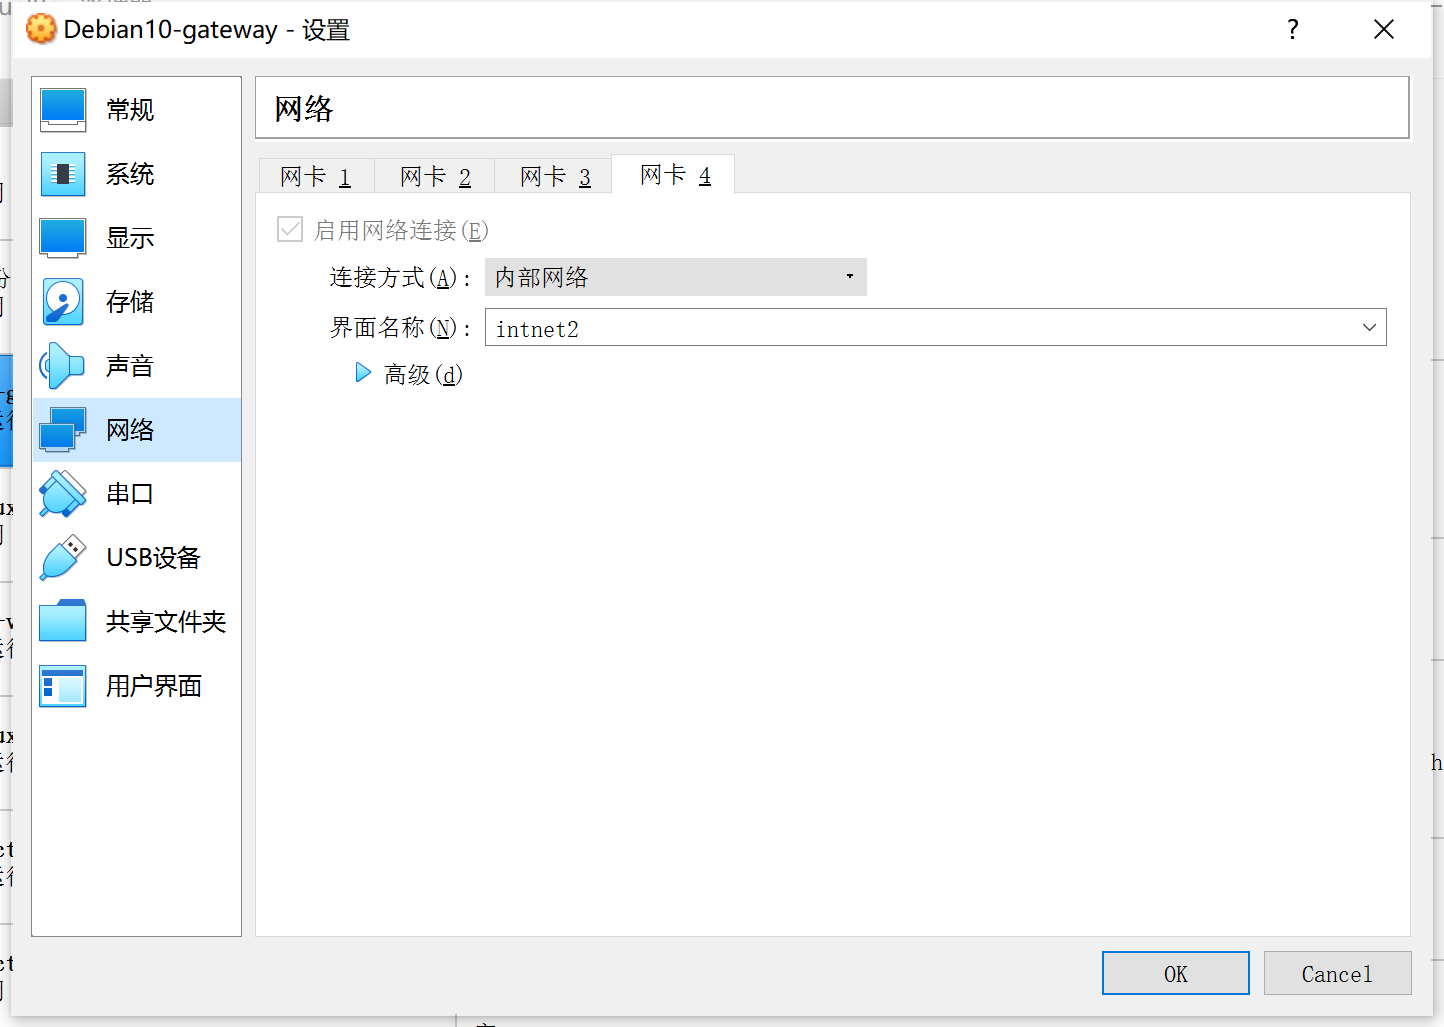 Debian10-gateway - 设置
?
常规
系统
显示
存储
声音
网络
串口
USB设备
共享文件夹
用户界面
网络
网卡 1
网卡 2
网卡 3
网卡 4
启用网络连接(E)
连接方式(A): 内部网络
界面名称(N): intnet2
高级(d)
OK
Cancel